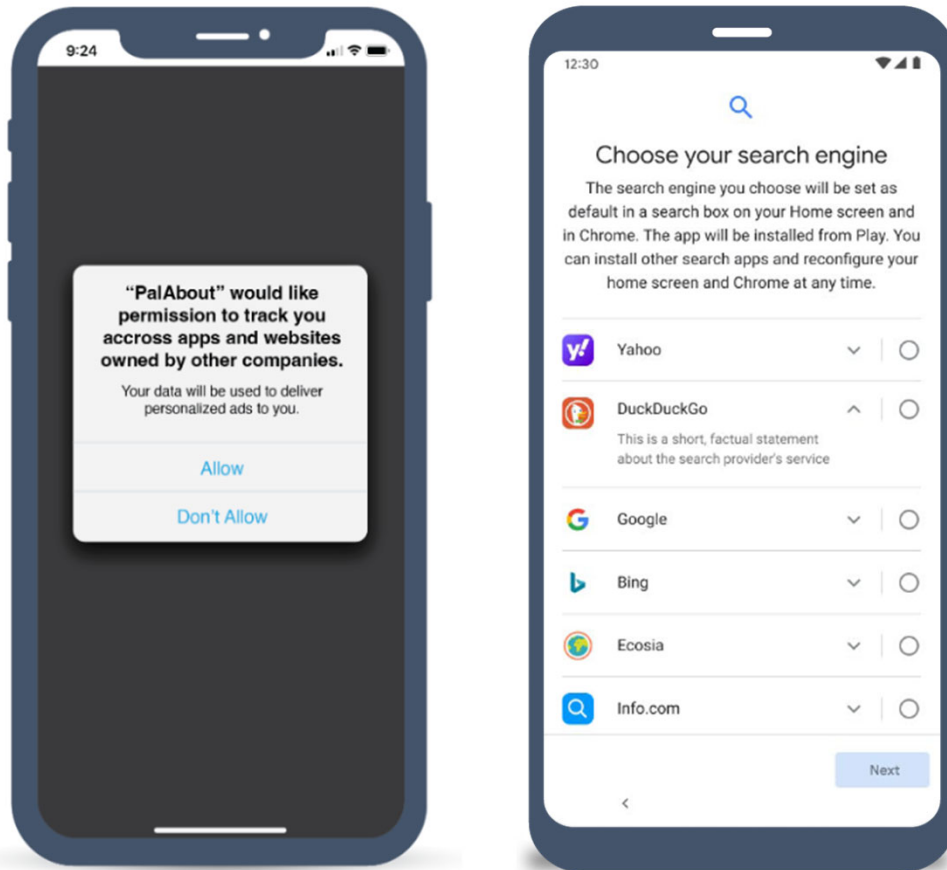 9:24
“PalAbout” would like
permission to track you
accross apps and websites
owned by other companies.
Your data will be used to deliver
personalized ads to you.
Allow
Don't Allow
12:30
Choose your search engine
The search engine you choose will be set as
default in a search box on your Home screen and
in Chrome. The app will be installed from Play. You
can install other search apps and reconfigure your
home screen and Chrome at any time.
y!
Yahoo
DuckDuckGo
This is a short, factual statement
about the search provider's service
G
Google
b
Bing
Ecosia
Info.com
Next